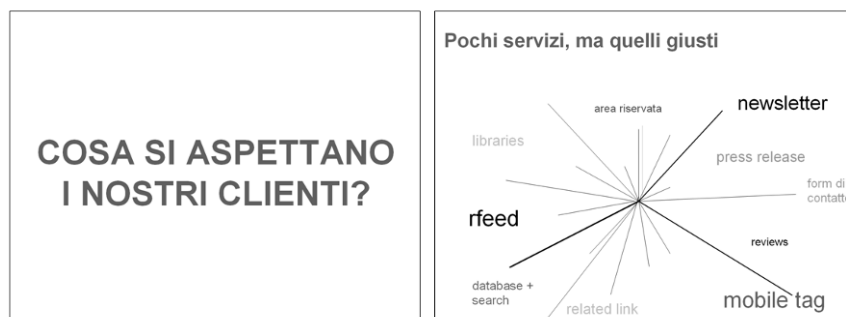 COSA SI ASPETTANO
I NOSTRI CLIENTI?
Pochi servizi, ma quelli giusti
area riservata
newsletter
libraries
press release
form di
contatto
rfeed
reviews
database +
search
related link
mobile tag